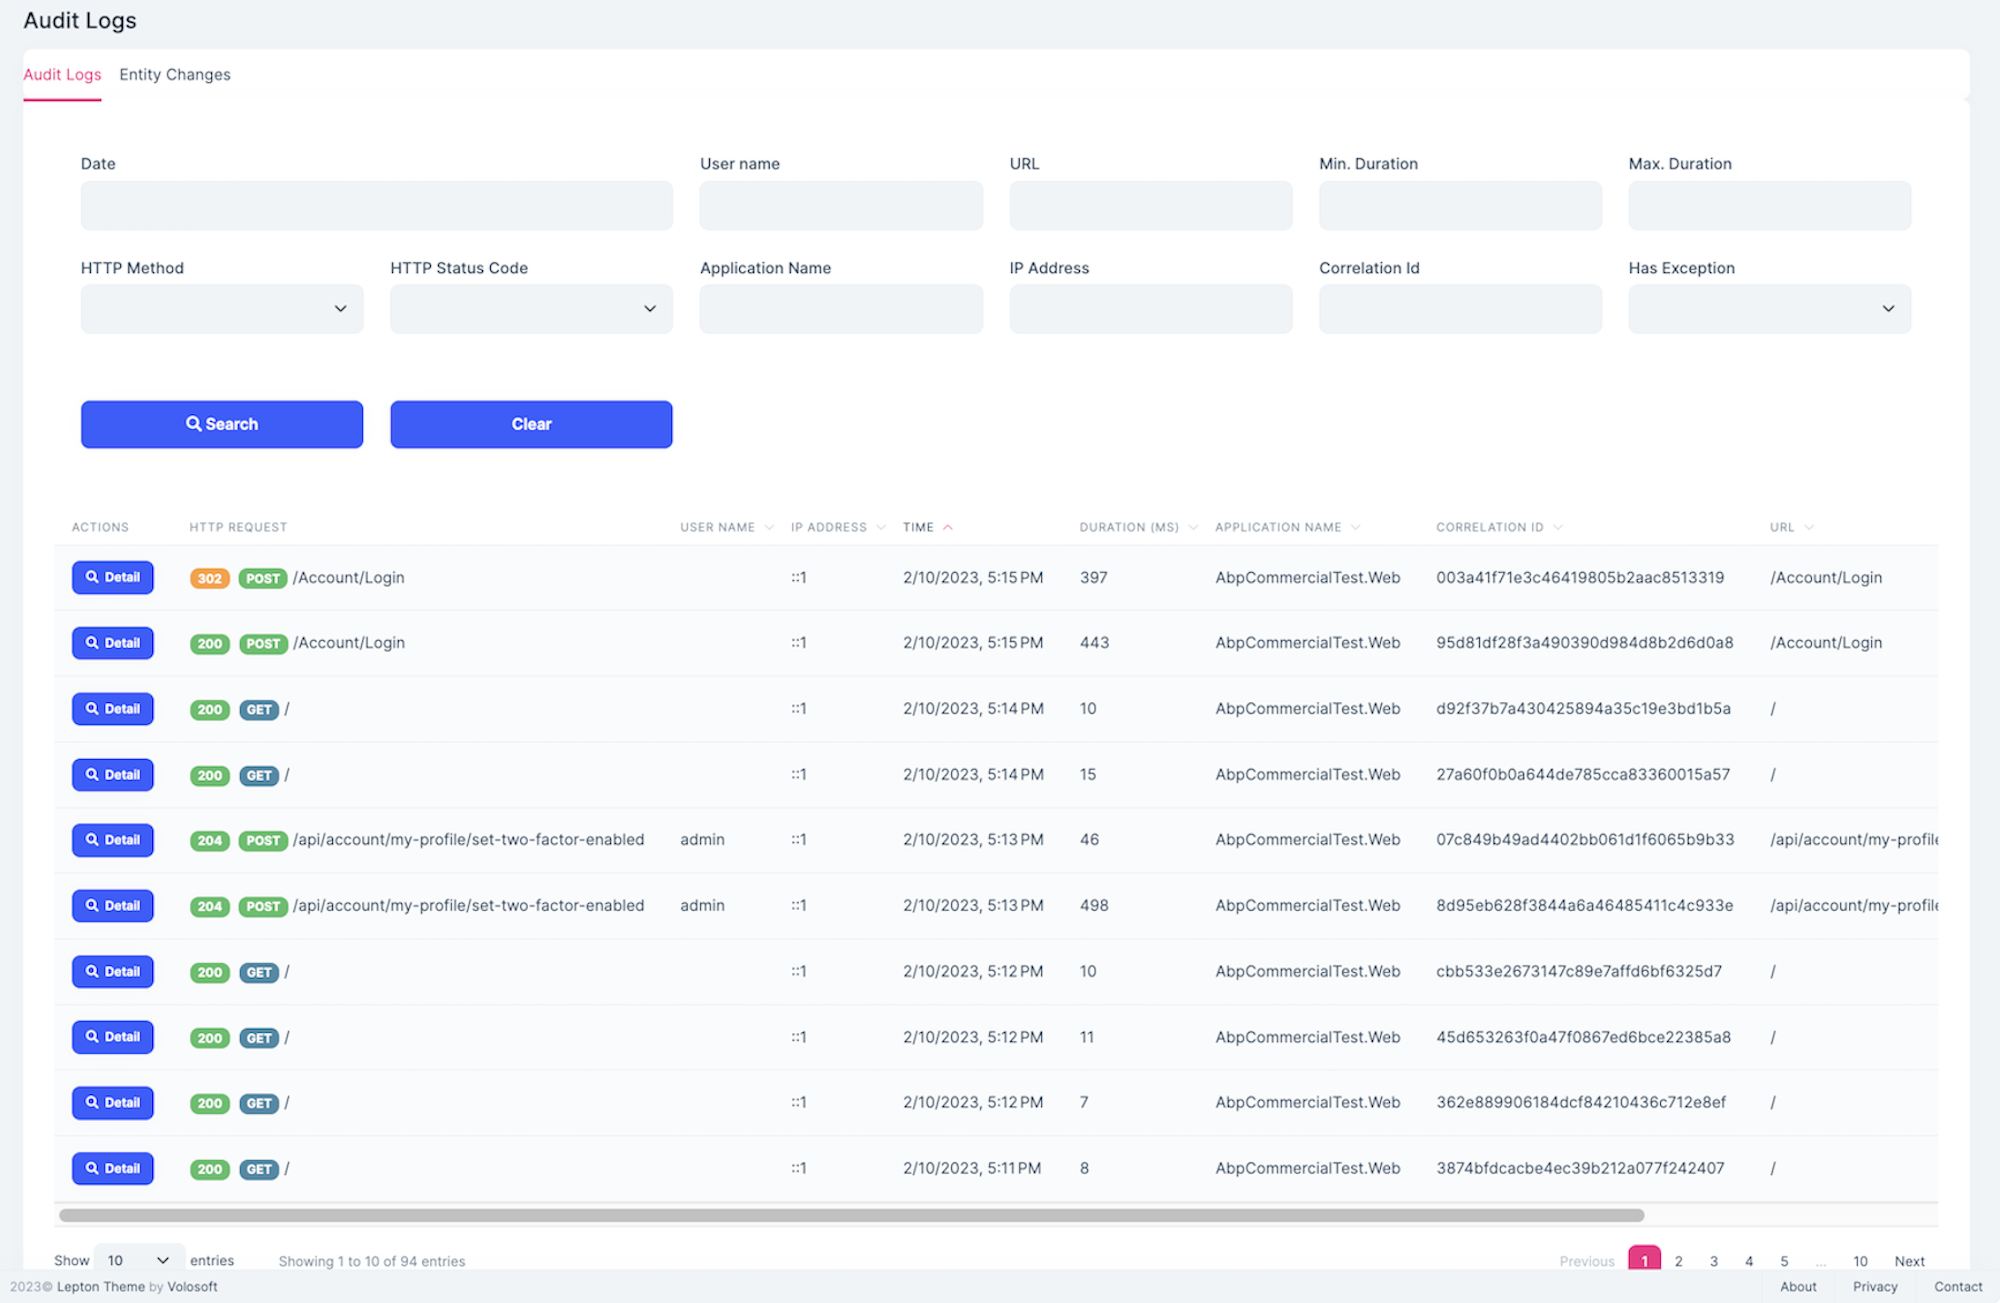 Audit Logs
Audit Logs Entity Changes
Date User name URL Min. Duration Max. Duration
HTTP Method HTTP Status Code Application Name IP Address Correlation Id Has Exception
Search Clear
ACTIONS HTTP REQUEST USER NAME IP ADDRESS TIME DURATION (MS) APPLICATION NAME CORRELATION ID URL
Detail 302 POST /Account/Login ::1 2/10/2023, 5:15 PM 397 AbpCommercialTest.Web 003a41f71e3c46419805b2aac8513319 /Account/Login
Detail 200 POST /Account/Login ::1 2/10/2023, 5:15 PM 443 AbpCommercialTest.Web 95d81df28f3a490390d984d8b2d6d0a8 /Account/Login
Detail 200 GET / ::1 2/10/2023, 5:14 PM 10 AbpCommercialTest.Web d92f37b7a430425894a35c19e3bd1b5a /
Detail 200 GET / ::1 2/10/2023, 5:14 PM 15 AbpCommercialTest.Web 27a60f0b0a644de785cca83360015a57 /
Detail 204 POST /api/account/my-profile/set-two-factor-enabled admin ::1 2/10/2023, 5:13 PM 46 AbpCommercialTest.Web 07c849b49ad4402bb061d1f6065b9b33 /api/account/my-profile
Detail 204 POST /api/account/my-profile/set-two-factor-enabled admin ::1 2/10/2023, 5:13 PM 498 AbpCommercialTest.Web 8d95eb628f3844a6a46485411c4c933e /api/account/my-profile
Detail 200 GET / ::1 2/10/2023, 5:12 PM 10 AbpCommercialTest.Web cbb533e2673147c89e7affd6bf6325d7 /
Detail 200 GET / ::1 2/10/2023, 5:12 PM 11 AbpCommercialTest.Web 45d653263f0a47f0867ed6bce22385a8 /
Detail 200 GET / ::1 2/10/2023, 5:12 PM 7 AbpCommercialTest.Web 362e889906184dcf84210436c712e8ef /
Detail 200 GET / ::1 2/10/2023, 5:11 PM 8 AbpCommercialTest.Web 3874bfdcacbe4ec39b212a077f242407 /
Show 10 entries Showing 1 to 10 of 94 entries Previous 1 2 3 4 5 ... 10 Next
2023© Lepton Theme by Volosoft About Privacy Contact